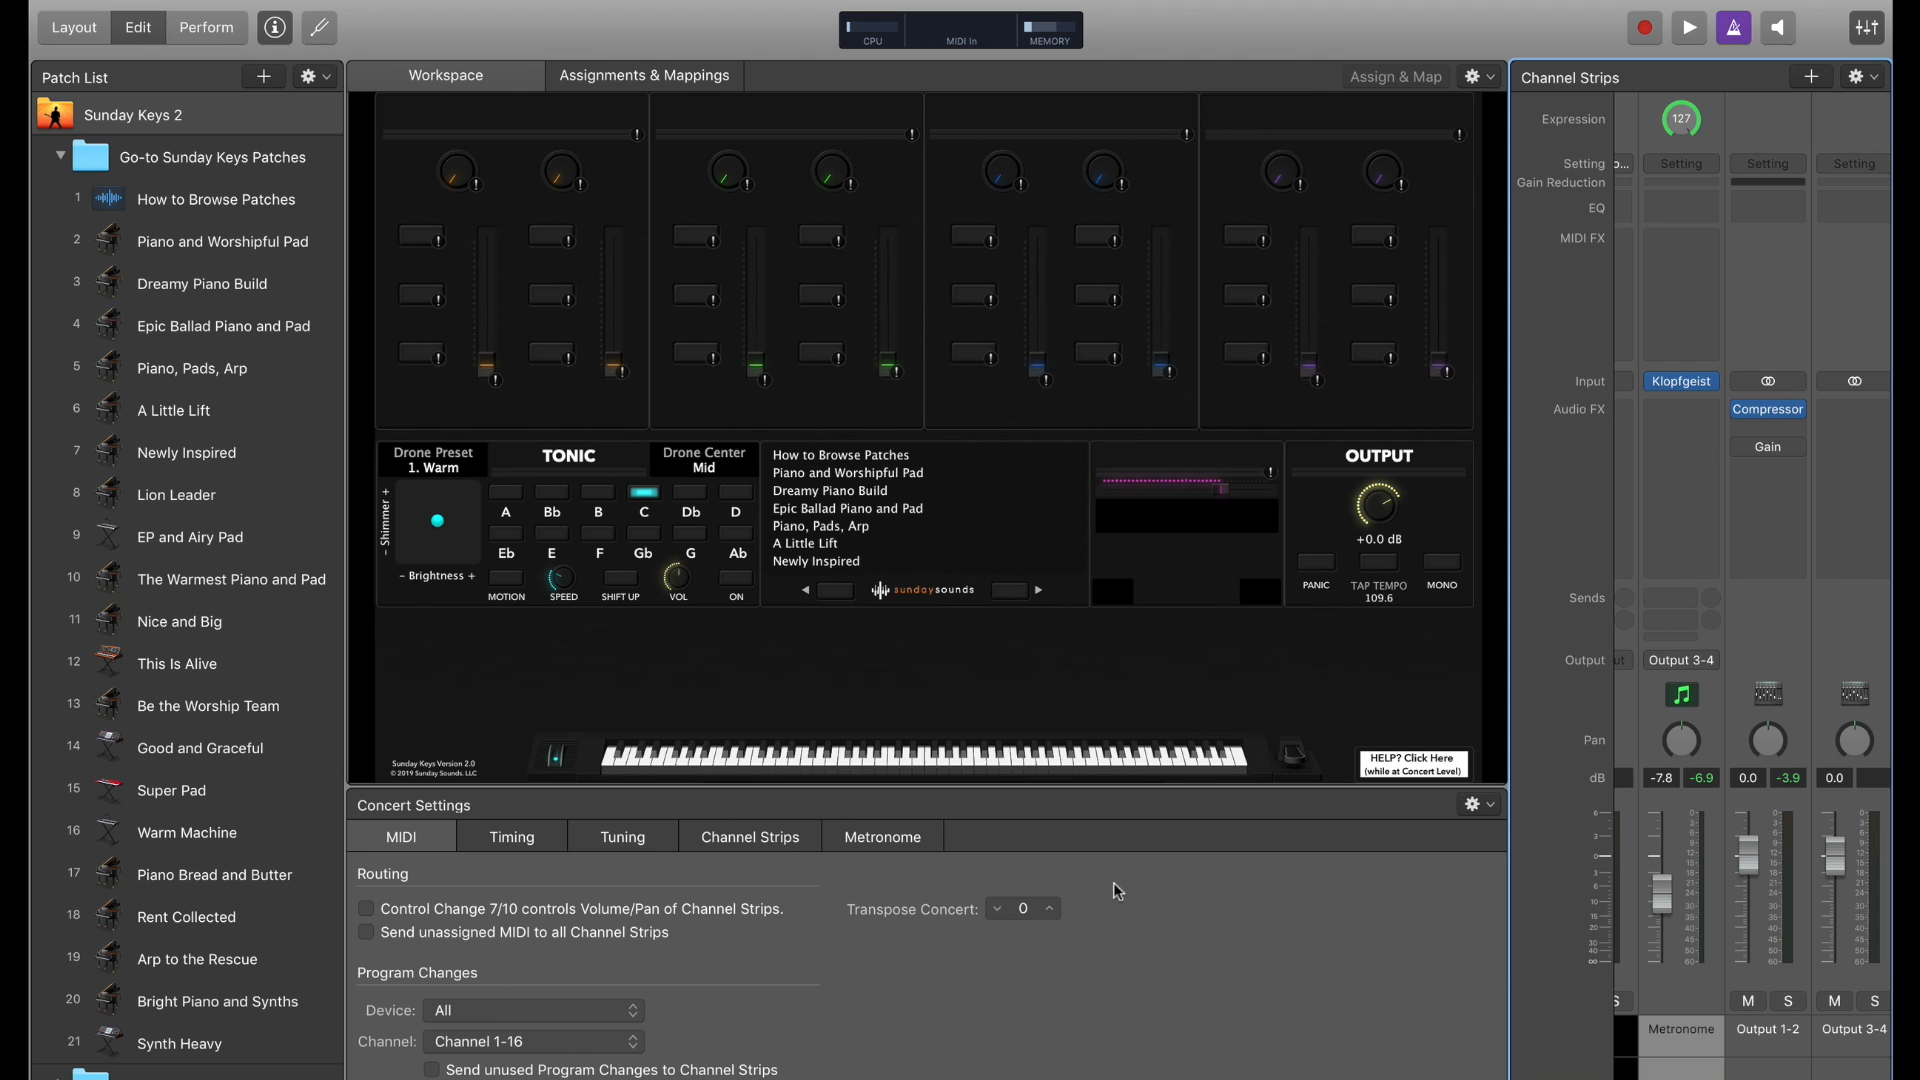 Layout
Edit
Perform
CPU
MIDI In
MEMORY
Patch List
Workspace
Assignments & Mappings
Assign & Map
Channel Strips
Sunday Keys 2
Go-to Sunday Keys Patches
1 How to Browse Patches
2 Piano and Worshipful Pad
3 Dreamy Piano Build
4 Epic Ballad Piano and Pad
5 Piano, Pads, Arp
6 A Little Lift
7 Newly Inspired
8 Lion Leader
9 EP and Airy Pad
10 The Warmest Piano and Pad
11 Nice and Big
12 This Is Alive
13 Be the Worship Team
14 Good and Graceful
15 Super Pad
16 Warm Machine
17 Piano Bread and Butter
18 Rent Collected
19 Arp to the Rescue
20 Bright Piano and Synths
21 Synth Heavy
Drone Preset
1. Warm
TONIC
Drone Center
Mid
- Shimmer +
- Brightness +
A Bb B C Db D
Eb E F Gb G Ab
MOTION SPEED SHIFT UP VOL ON
How to Browse Patches
Piano and Worshipful Pad
Dreamy Piano Build
Epic Ballad Piano and Pad
Piano, Pads, Arp
A Little Lift
Newly Inspired
sundaysounds
OUTPUT
+0.0 dB
PANIC
TAP TEMPO
109.6
MONO
Sunday Keys Version 2.0
© 2019 Sunday Sounds, LLC
HELP? Click Here
(while at Concert Level)
Concert Settings
MIDI
Timing
Tuning
Channel Strips
Metronome
Routing
Control Change 7/10 controls Volume/Pan of Channel Strips.
Send unassigned MIDI to all Channel Strips
Transpose Concert: 0
Program Changes
Device: All
Channel: Channel 1-16
Send unused Program Changes to Channel Strips
Expression 127
Setting Setting Setting Setting
Gain Reduction
EQ
MIDI FX
Input Klopfgeist
Audio FX Compressor
Gain
Sends
Output Output 3-4
Pan
dB -7.8 -6.9 0.0 -3.9 0.0
S M S M S
Metronome Output 1-2 Output 3-4